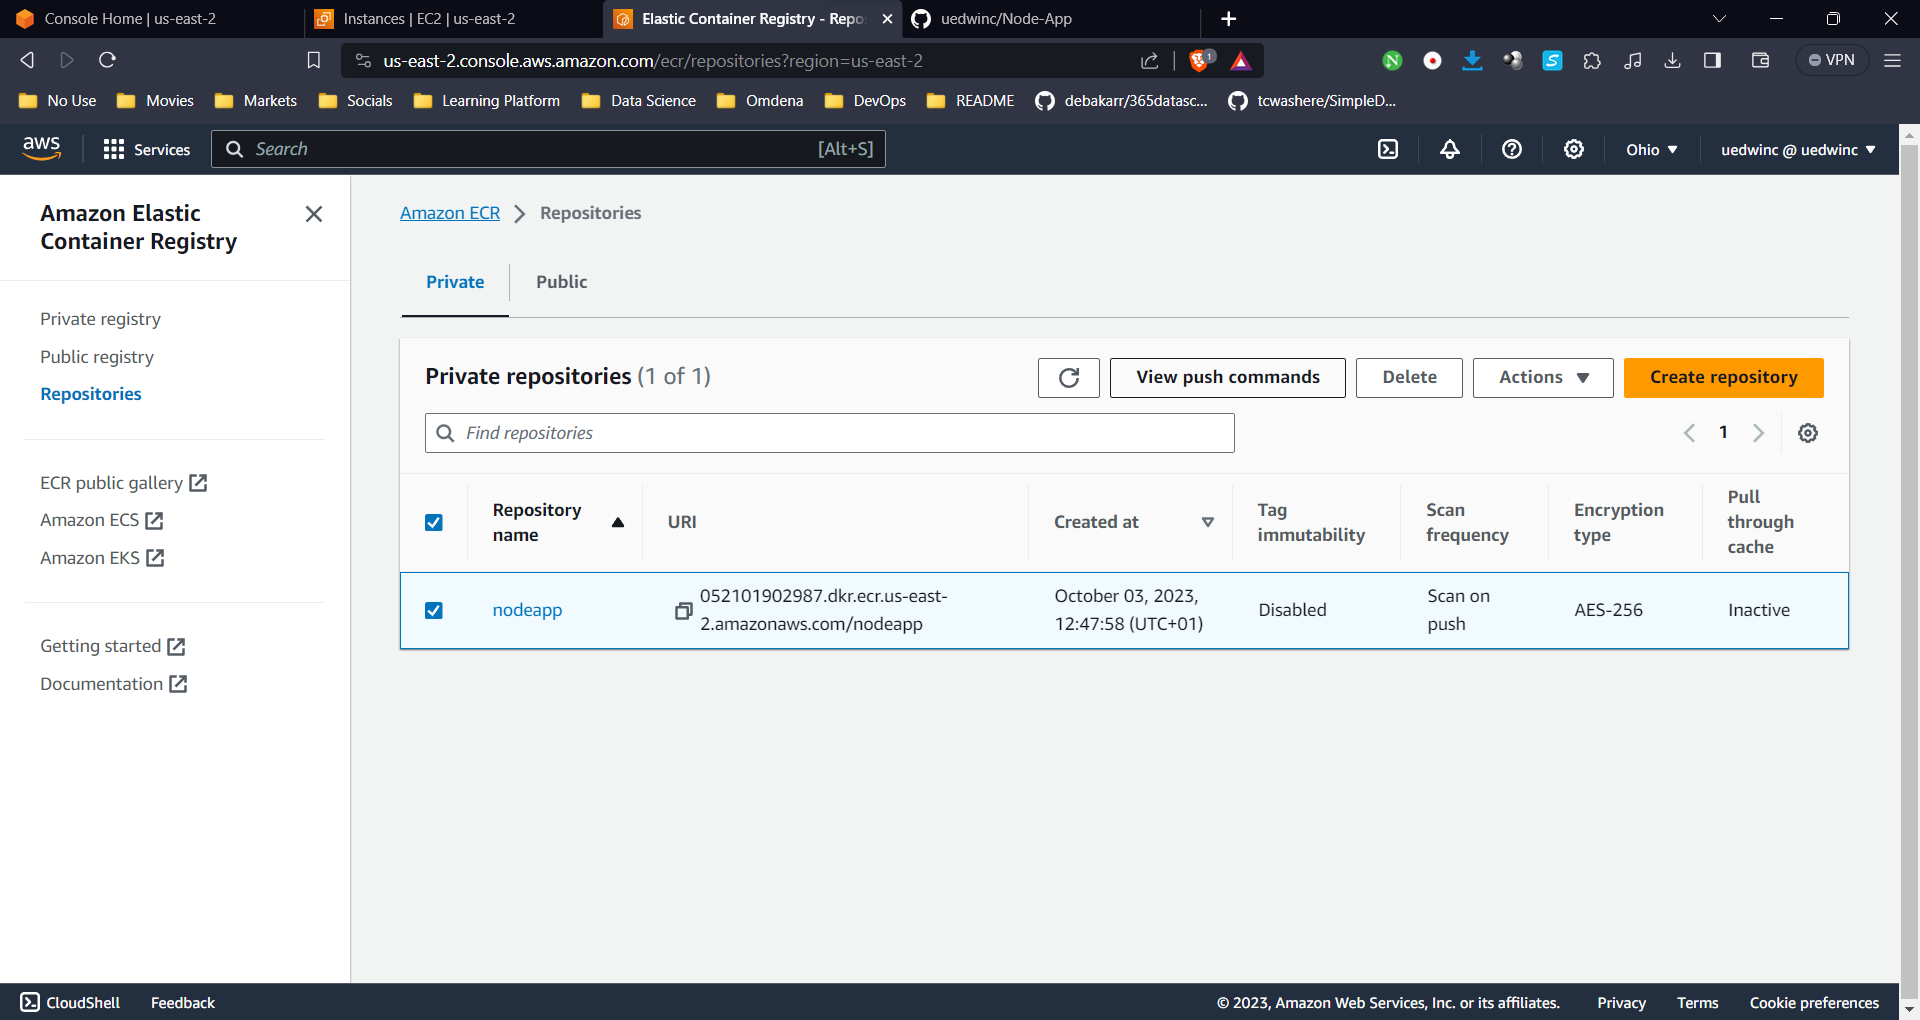 Console Home | us-east-2
Instances | EC2 | us-east-2
Elastic Container Registry - Repo
uedwinc/Node-App
us-east-2.console.aws.amazon.com/ecr/repositories?region=us-east-2
1
VPN
No Use
Movies
Markets
Socials
Learning Platform
Data Science
Omdena
DevOps
README
debakarr/365datasc...
tcwashere/SimpleD...
aws
Services
Search
[Alt+S]
Ohio
uedwinc @ uedwinc
Amazon Elastic
Container Registry
Private registry
Public registry
Repositories
ECR public gallery
Amazon ECS
Amazon EKS
Getting started
Documentation
Amazon ECR
Repositories
Private
Public
Private repositories (1 of 1)
View push commands
Delete
Actions
Create repository
Find repositories
1
Repository
name
URI
Created at
Tag
immutability
Scan
frequency
Encryption
type
Pull
through
cache
nodeapp
052101902987.dkr.ecr.us-east-
2.amazonaws.com/nodeapp
October 03, 2023,
12:47:58 (UTC+01)
Disabled
Scan on
push
AES-256
Inactive
CloudShell
Feedback
© 2023, Amazon Web Services, Inc. or its affiliates.
Privacy
Terms
Cookie preferences